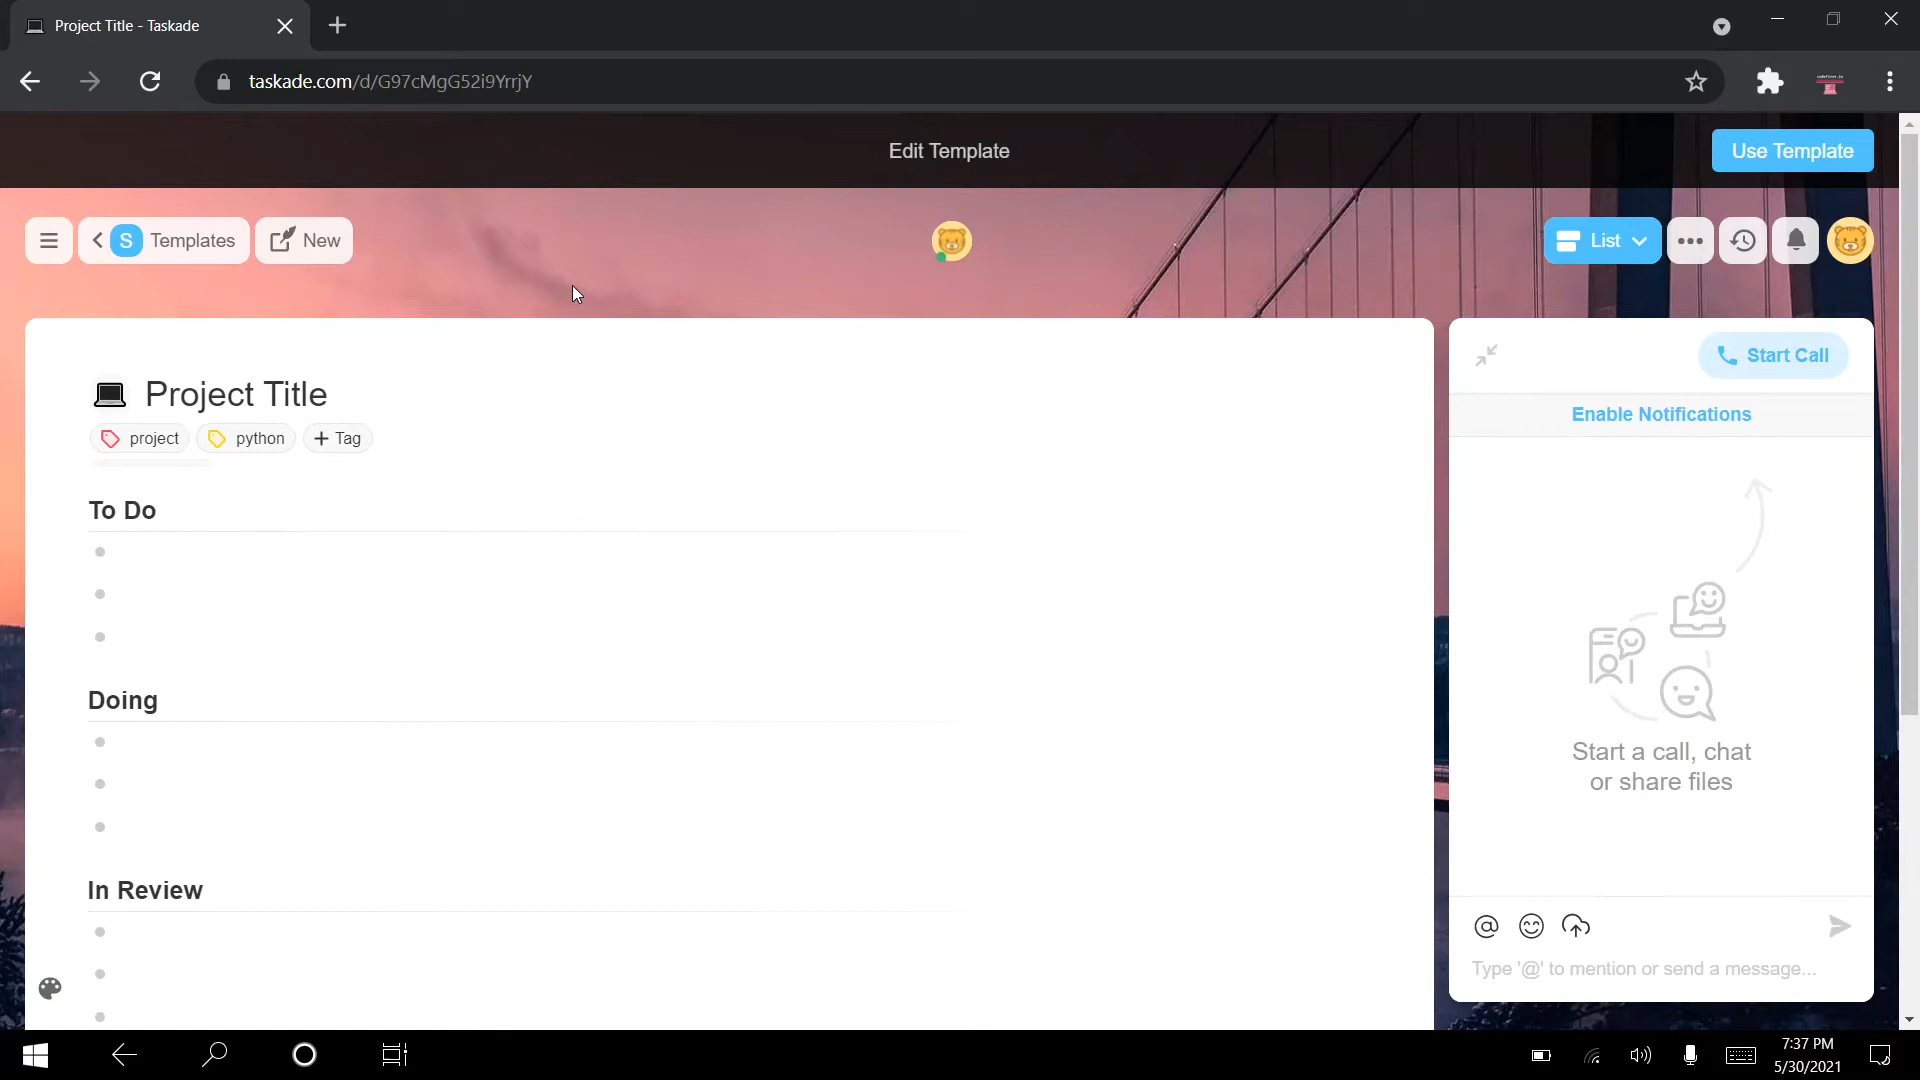 Project Title - Taskade
taskade.com/d/G97cMgG52i9YrrjY
Edit Template
Use Template
S Templates
New
List
Project Title
project
python
+ Tag
To Do
Doing
In Review
Start Call
Enable Notifications
Start a call, chat
or share files
Type '@' to mention or send a message...
7:37 PM
5/30/2021